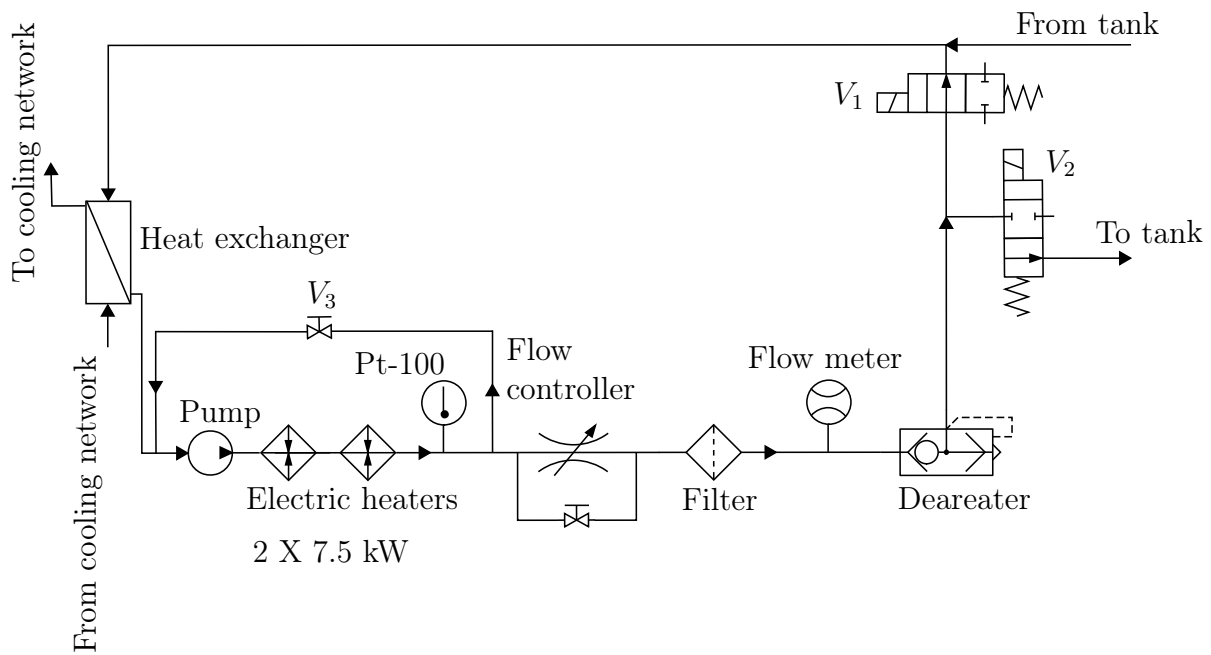 From tank
V1
V2
To cooling network
Heat exchanger
To tank
V3
Flow
controller
Pt-100
Flow meter
Pump
From cooling network
Electric heaters
Filter
Deareater
2 X 7.5 kW